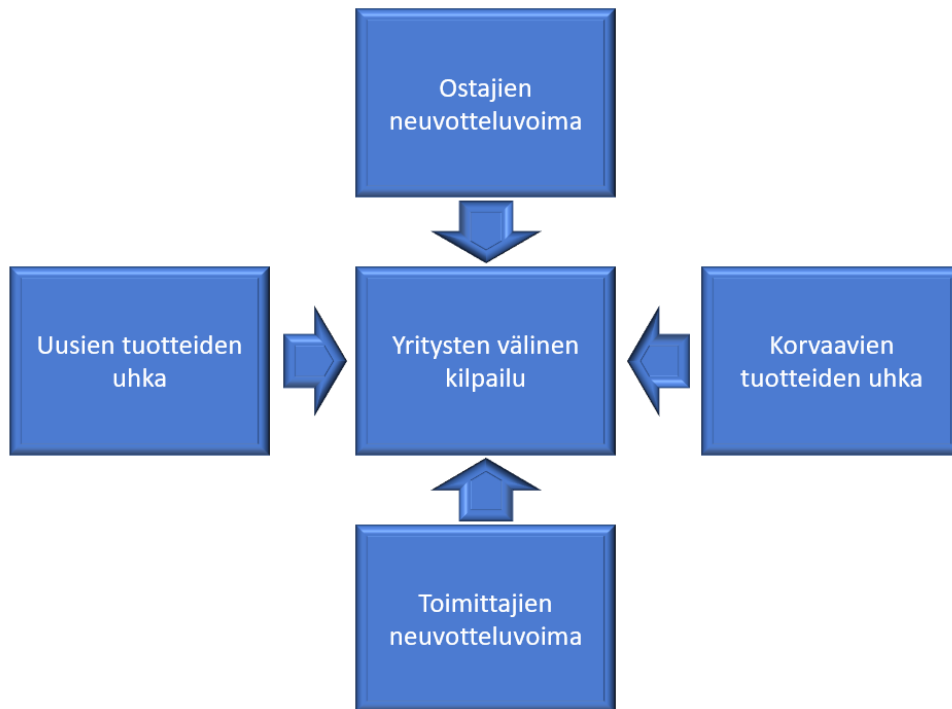 Ostajien
neuvotteluvoima
Uusien tuotteiden
uhka
Yritysten välinen
kilpailu
Korvaavien
tuotteiden uhka
Toimittajien
neuvotteluvoima